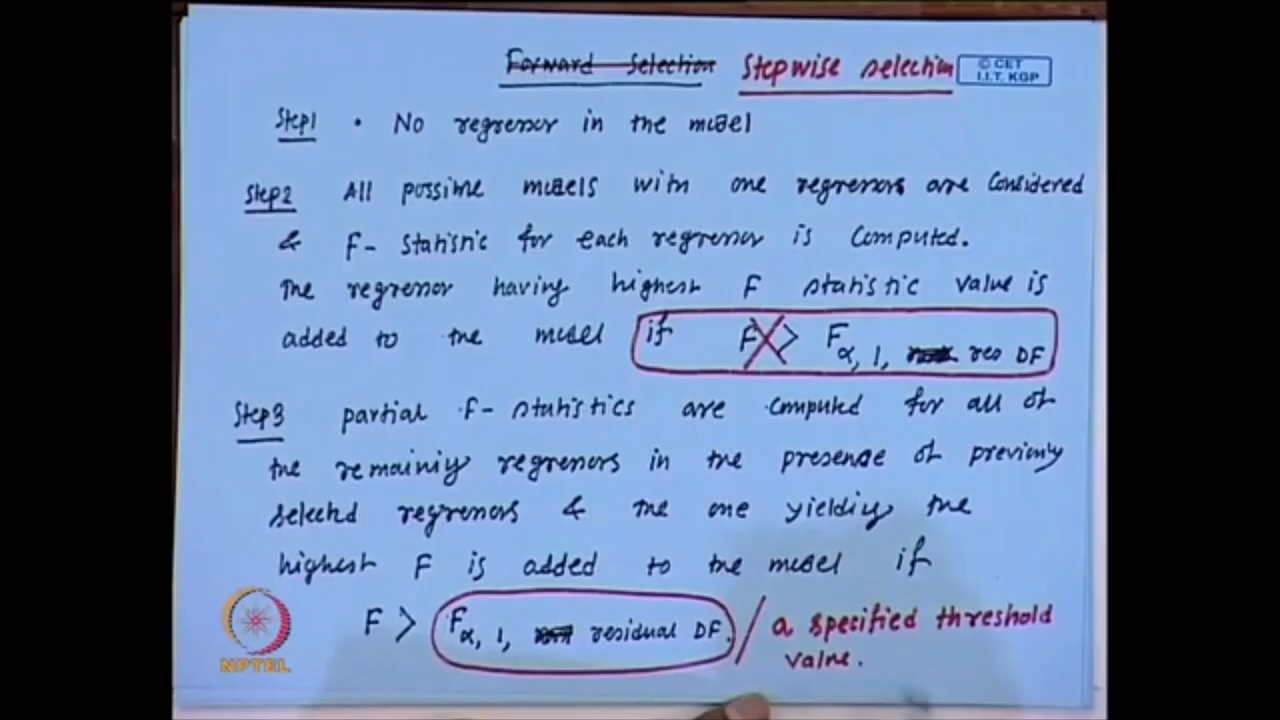 Forward Selection Stepwise selection © CET I.I.T. KGP
Step1 • No regressor in the model
Step2 All possible models with one regressors are considered
& F- Statistic for each regressor is computed.
The regressor having highest F statistic value is
added to the model if F > F α, 1, res DF
Step3 partial F- statistics are computed for all of
the remaining regressors in the presence of previously
selected regressors & the one yielding the
highest F is added to the model if
F > F α, 1, residual DF. / a specified threshold
value.
NPTEL